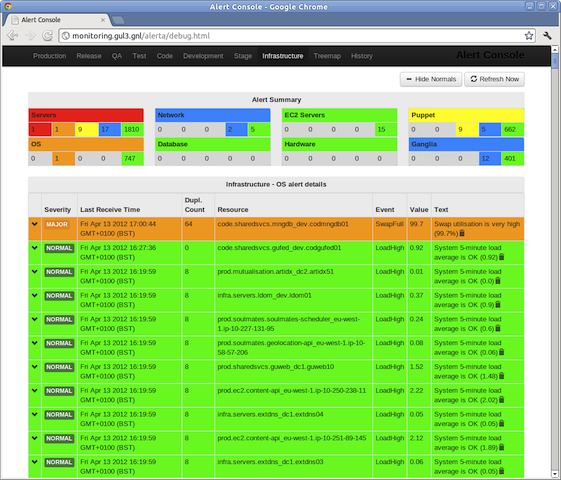 Alert Console - Google Chrome
Alert Console
monitoring.gul3.gnl/alerta/debug.html
Production Release QA Test Code Development Stage Infrastructure Treemap History Alert Console
Hide Normals Refresh Now
Alert Summary
Servers Network EC2 Servers Puppet
1 1 9 17 1810 0 0 0 2 5 0 0 0 0 15 0 0 9 5 662
OS Database Hardware Ganglia
0 1 0 0 747 0 0 0 12 401
Infrastructure - OS alert details
Severity Last Receive Time Dupl. Count Resource Event Value Text
MAJOR Fri Apr 13 2012 17:00:44 64 code.sharedsvcs.mngdb_dev.codmngdb01 SwapFull 99.7 Swap utilisation is very high
GMT+0100 (BST) (99.7%)
NORMAL Fri Apr 13 2012 16:27:36 0 code.sharedsvcs.gufed_dev.codgufed01 LoadHigh 0.92 System 5-minute load
GMT+0100 (BST) average is OK (0.92)
NORMAL Fri Apr 13 2012 16:19:59 8 prod.mutualisation.artidx_dc2.artidx51 LoadHigh 0.01 System 5-minute load
GMT+0100 (BST) average is OK (0.0)
NORMAL Fri Apr 13 2012 16:19:59 8 infra.servers.ldom_dev.ldom01 LoadHigh 0.37 System 5-minute load
GMT+0100 (BST) average is OK (0.9)
NORMAL Fri Apr 13 2012 16:19:59 8 prod.soulmates.soulmates-scheduler_eu-west- LoadHigh 0.24 System 5-minute load
GMT+0100 (BST) 1.ip-10-227-131-95 average is OK (0.6)
NORMAL Fri Apr 13 2012 16:19:59 8 prod.soulmates.geolocation-api_eu-west-1.ip-10- LoadHigh 0.08 System 5-minute load
GMT+0100 (BST) 58-57-206 average is OK (0.06)
NORMAL Fri Apr 13 2012 16:19:59 8 prod.sharedsvcs.guweb_dc1.guweb10 LoadHigh 1.52 System 5-minute load
GMT+0100 (BST) average is OK (1.48)
NORMAL Fri Apr 13 2012 16:19:59 8 prod.ec2.content-api_eu-west-1.ip-10-250-238-11 LoadHigh 2.22 System 5-minute load
GMT+0100 (BST) average is OK (2.02)
NORMAL Fri Apr 13 2012 16:19:59 8 infra.servers.extdns_dc1.extdns04 LoadHigh 0.05 System 5-minute load
GMT+0100 (BST) average is OK (0.05)
NORMAL Fri Apr 13 2012 16:19:59 8 prod.ec2.content-api_eu-west-1.ip-10-251-89-145 LoadHigh 2.12 System 5-minute load
GMT+0100 (BST) average is OK (1.89)
NORMAL Fri Apr 13 2012 16:19:59 8 infra.servers.extdns_dc1.extdns03 LoadHigh 0.06 System 5-minute load
GMT+0100 (BST) average is OK (0.05)